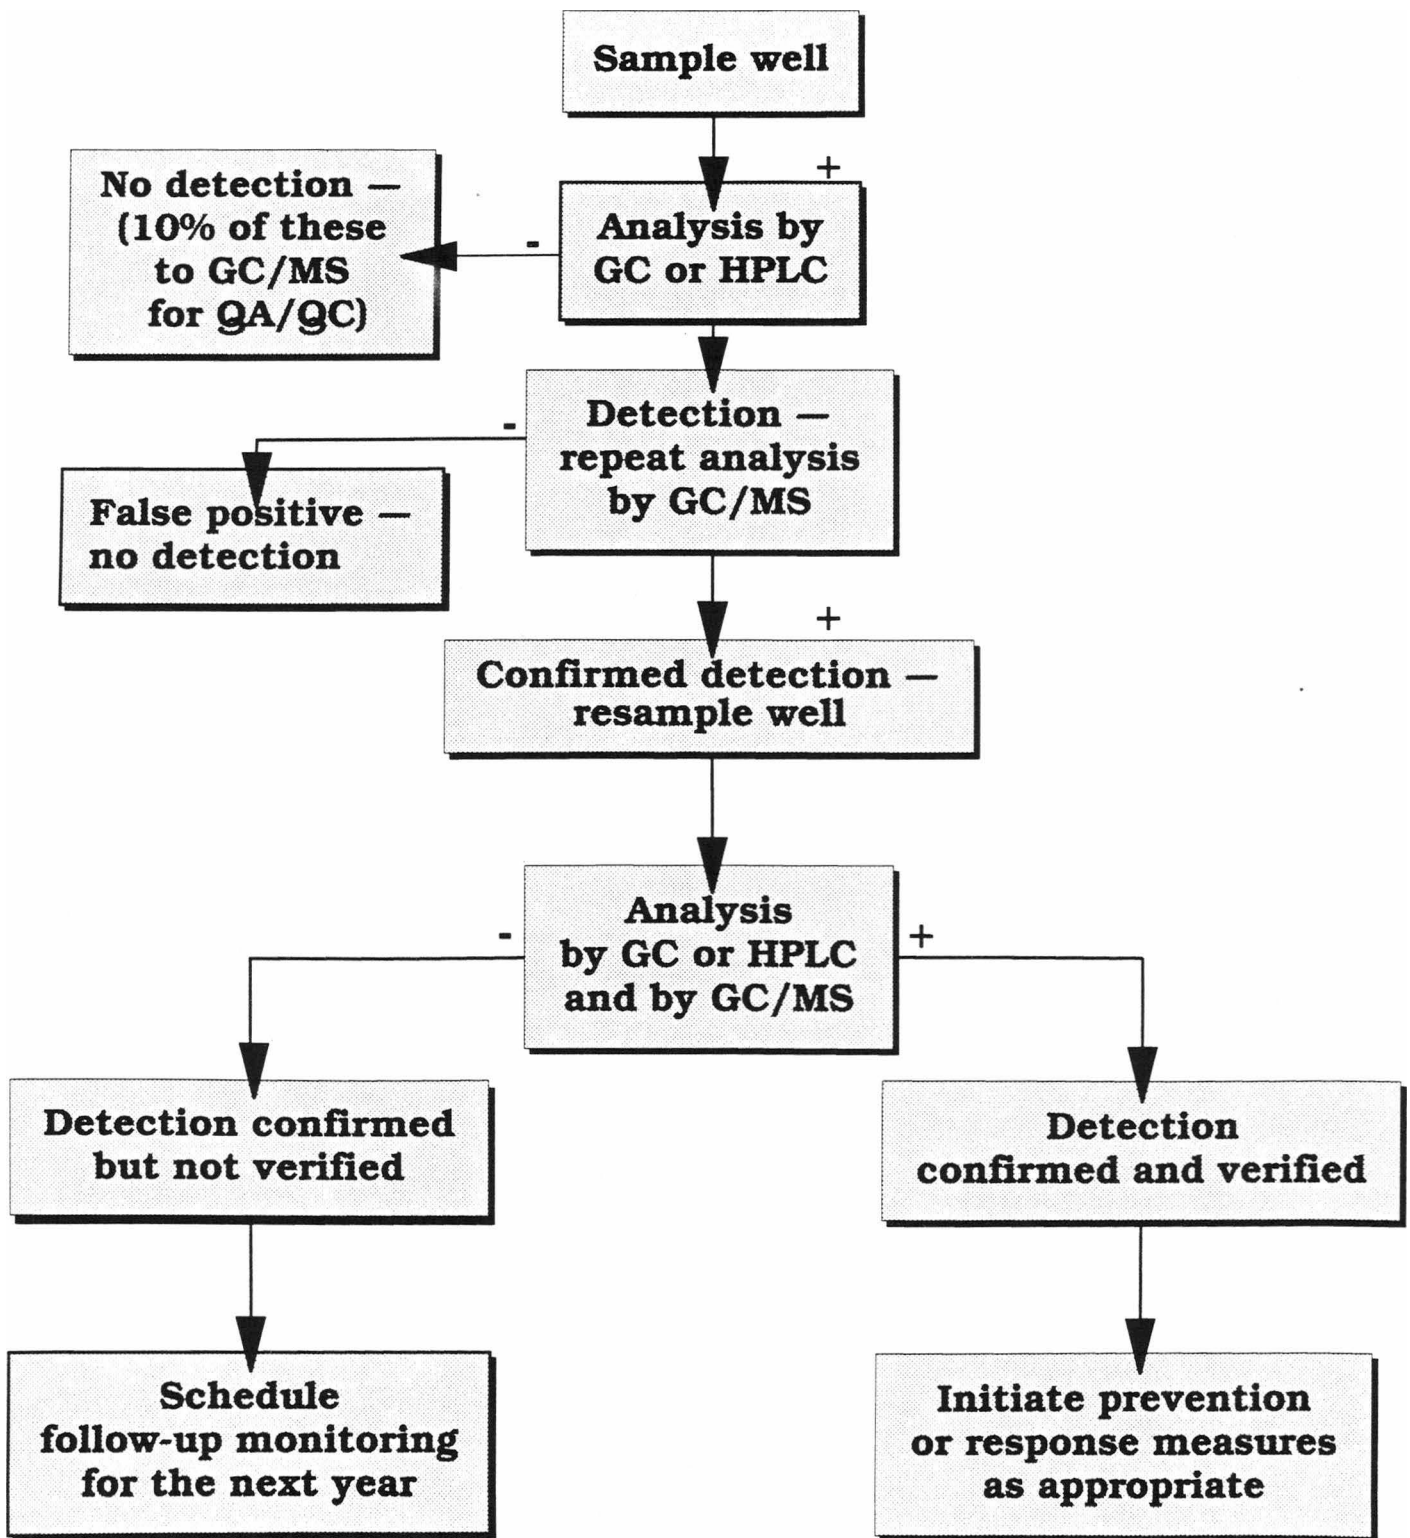 Sample well
+
No detection —
(10% of these
to GC/MS
for QA/QC)
-
Analysis by
GC or HPLC
-
Detection —
repeat analysis
by GC/MS
False positive —
no detection
+
Confirmed detection —
resample well
-
Analysis
by GC or HPLC
and by GC/MS
+
Detection confirmed
but not verified
Detection
confirmed and verified
Schedule
follow-up monitoring
for the next year
Initiate prevention
or response measures
as appropriate